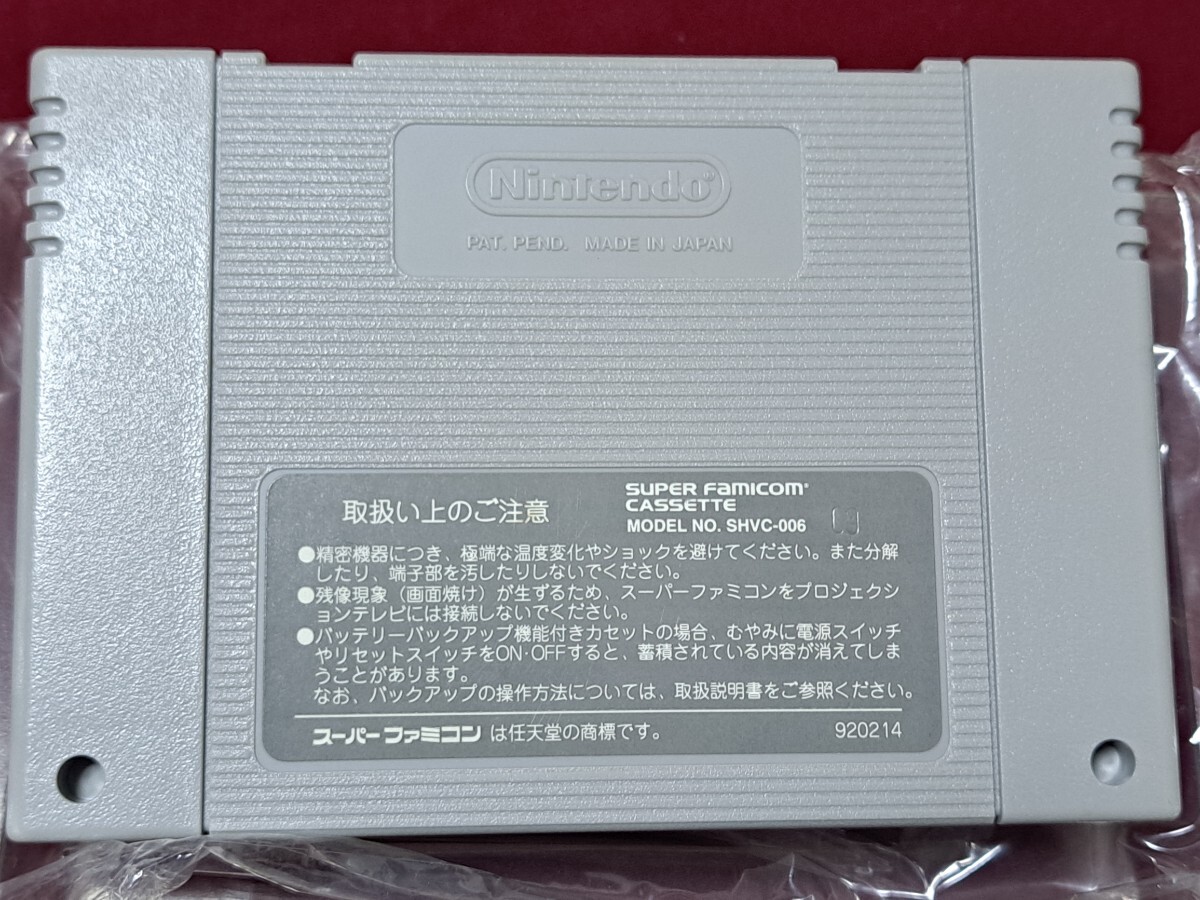 Nintendo®
PAT. PEND. MADE IN JAPAN
取扱い上のご注意
SUPER FAMICOM®
CASSETTE
MODEL NO. SHVC-006
●精密機器につき、極端な温度変化やショックを避けてください。また分解
したり、端子部を汚したりしないでください。
●残像現象（画面焼け）が生ずるため、スーパーファミコンをプロジェクシ
ョンテレビには接続しないでください。
●バッテリーバックアップ機能付きカセットの場合、むやみに電源スイッチ
やリセットスイッチをON・OFFすると、蓄積されている内容が消えてしま
うことがあります。
なお、バックアップの操作方法については、取扱説明書をご参照ください。
スーパーファミコン は任天堂の商標です。 920214